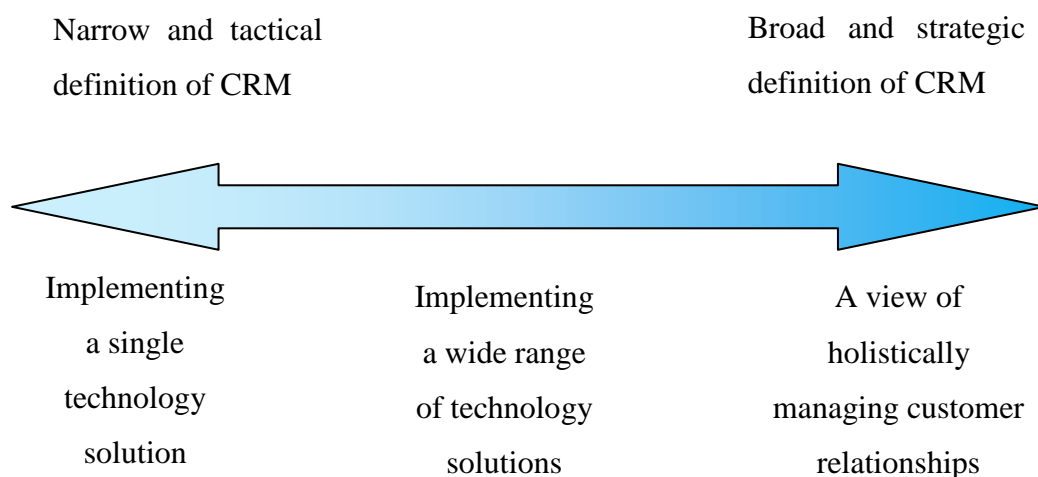 Narrow and tactical
definition of CRM
Broad and strategic
definition of CRM
Implementing
a single
technology
solution
Implementing
a wide range
of technology
solutions
A view of
holistically
managing customer
relationships